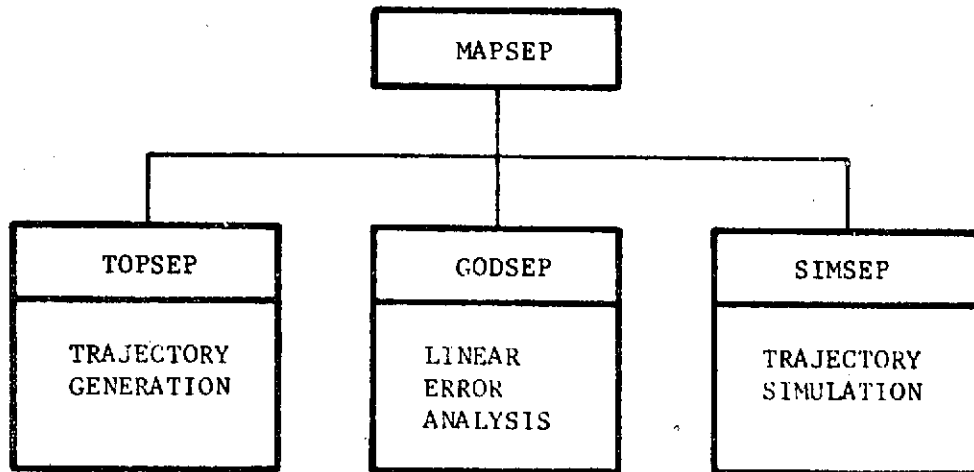 MAPSEP
TOPSEP
TRAJECTORY
GENERATION
GODSEP
LINEAR
ERROR
ANALYSIS
SIMSEP
TRAJECTORY
SIMULATION